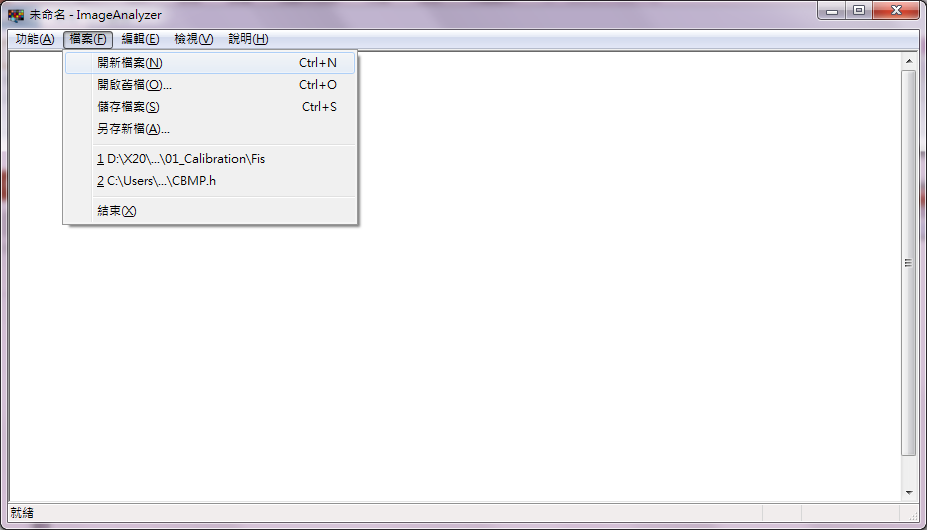 未命名 - ImageAnalyzer
功能(A) 檔案(F) 編輯(E) 檢視(V) 說明(H)
開新檔案(N) Ctrl+N
開啟舊檔(O)... Ctrl+O
儲存檔案(S) Ctrl+S
另存新檔(A)...
1 D:\X20\...\01_Calibration\Fis
2 C:\Users\...\CBMP.h
結束(X)
就緒